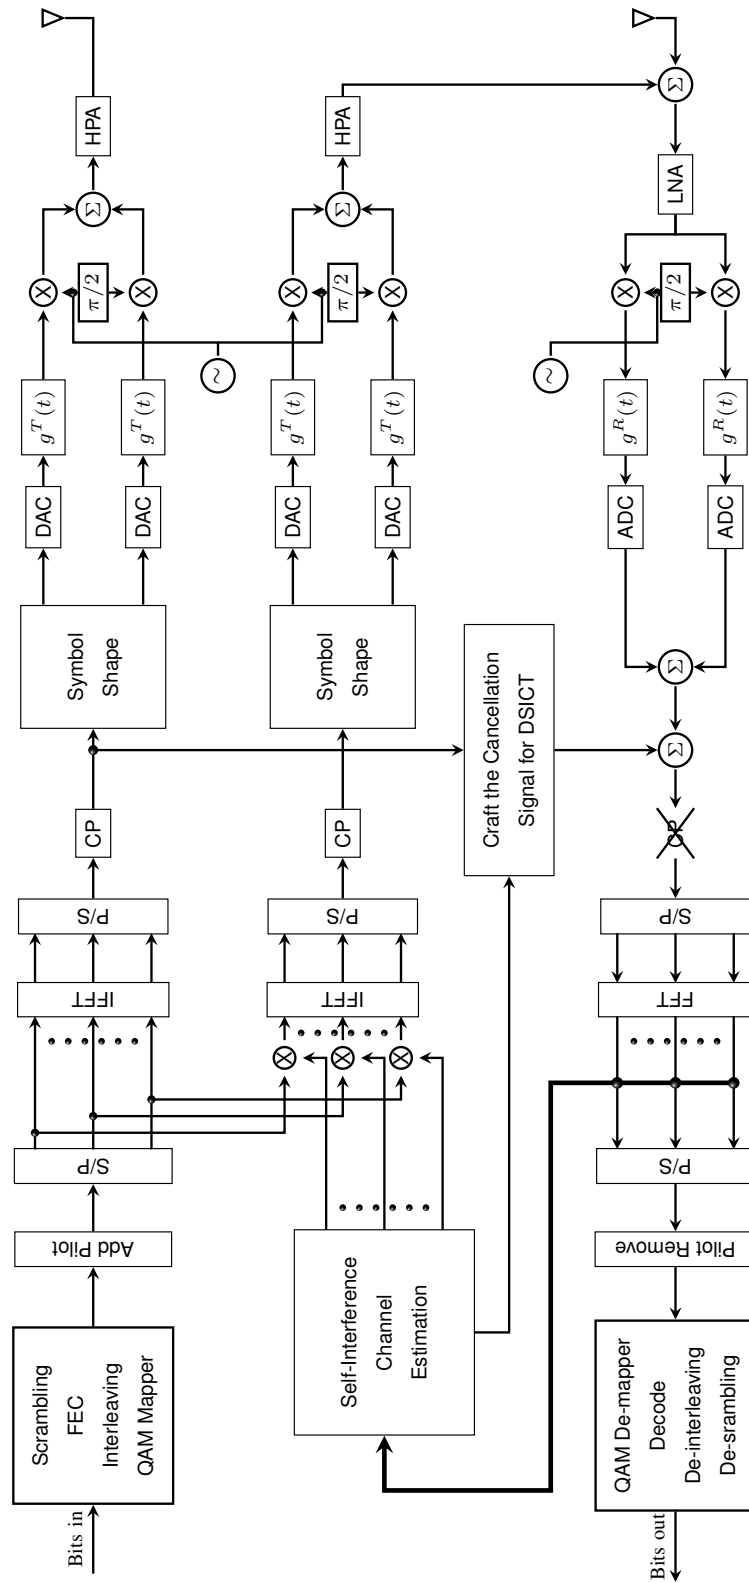 Bits in
Scrambling
FEC
Interleaving
QAM Mapper
Add Pilot
S/P
IFFT
P/S
CP
Symbol
Shape
DAC
DAC
g^T(t)
g^T(t)
X
π/2
X
Σ
HPA
~
Self-Interference
Channel
Estimation
X
X
X
IFFT
P/S
CP
Symbol
Shape
DAC
DAC
g^T(t)
g^T(t)
X
π/2
X
Σ
HPA
Craft the Cancellation
Signal for DSICT
Σ
LNA
X
π/2
X
~
g^R(t)
g^R(t)
ADC
ADC
Σ
Σ
CP
S/P
FFT
P/S
Pilot Remove
QAM De-mapper
Decode
De-interleaving
De-srambling
Bits out